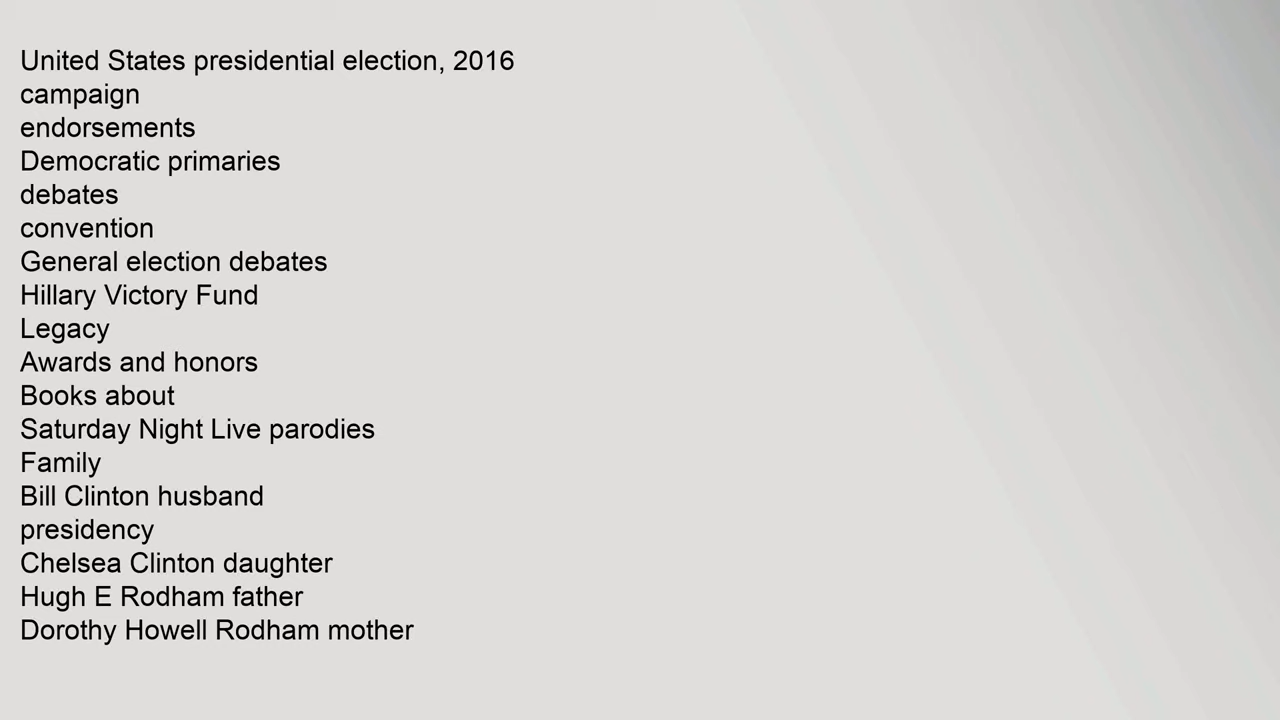 United States presidential election, 2016
campaign
endorsements
Democratic primaries
debates
convention
General election debates
Hillary Victory Fund
Legacy
Awards and honors
Books about
Saturday Night Live parodies
Family
Bill Clinton husband
presidency
Chelsea Clinton daughter
Hugh E Rodham father
Dorothy Howell Rodham mother